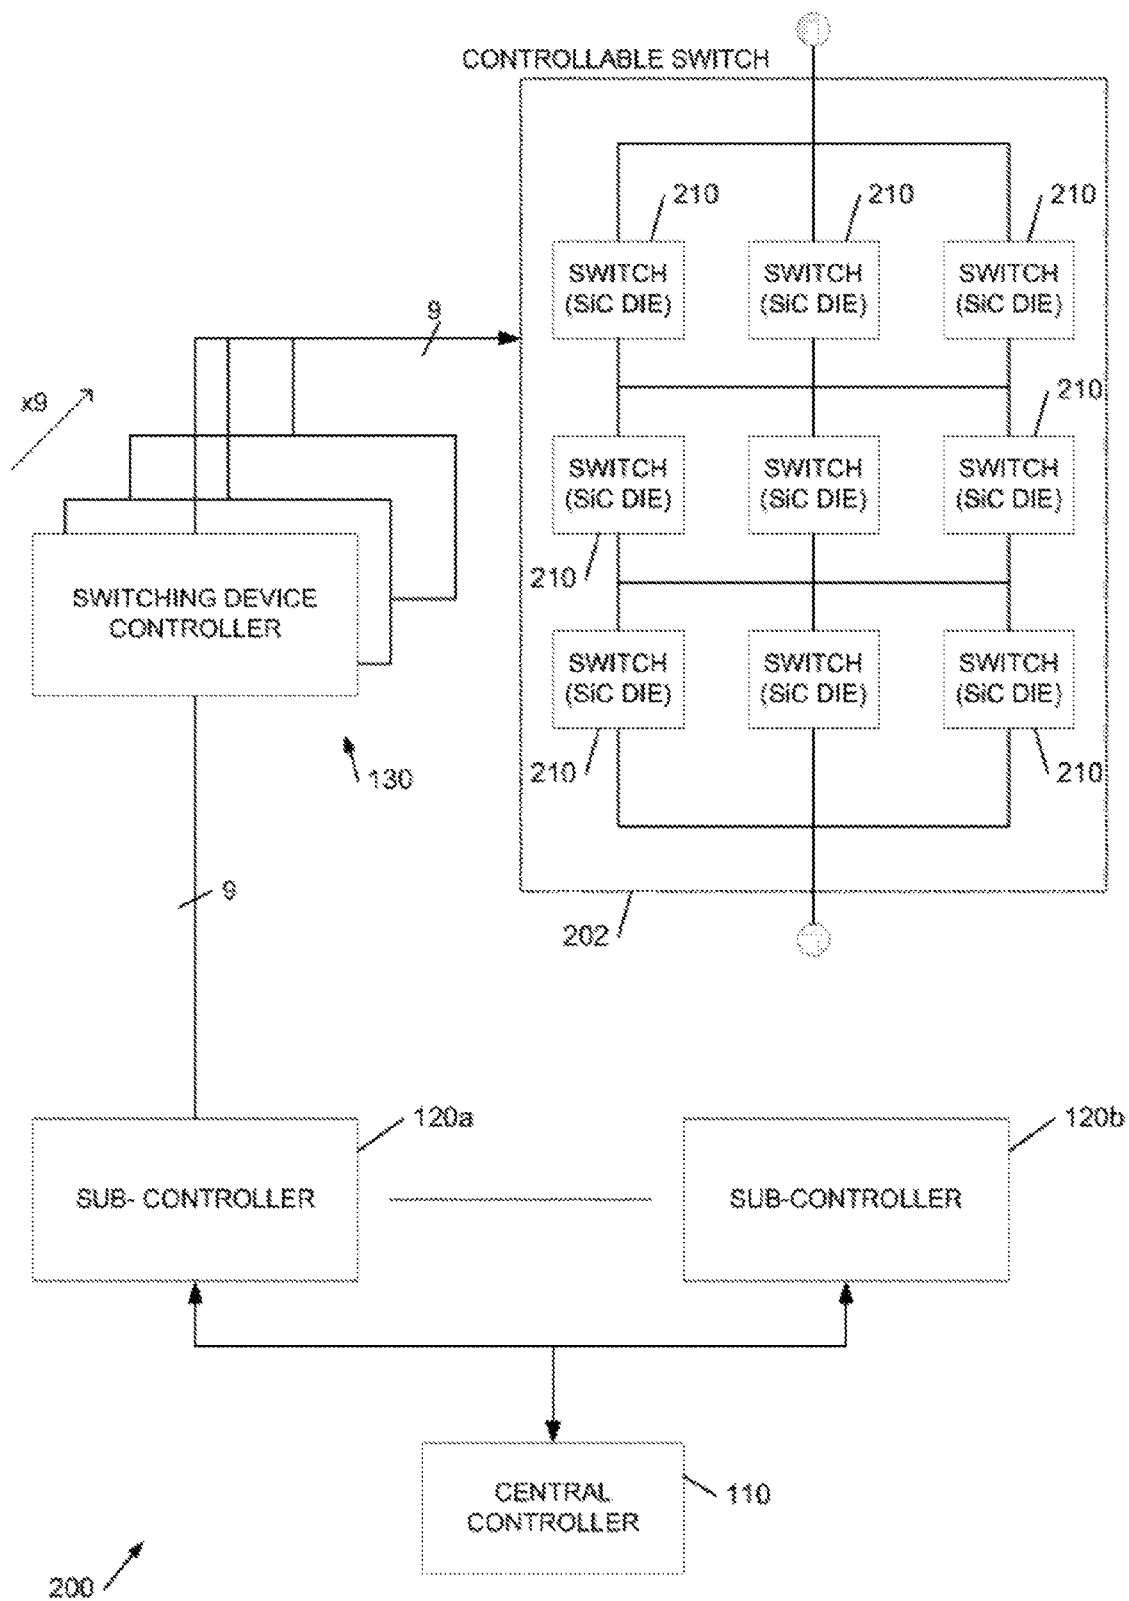 CONTROLLABLE SWITCH
210
210
210
SWITCH
(SiC DIE)
SWITCH
(SiC DIE)
SWITCH
(SiC DIE)
9
x9
210
SWITCH
(SiC DIE)
SWITCH
(SiC DIE)
SWITCH
(SiC DIE)
210
SWITCHING DEVICE
CONTROLLER
SWITCH
(SiC DIE)
SWITCH
(SiC DIE)
SWITCH
(SiC DIE)
130
210
210
9
202
120a
120b
SUB- CONTROLLER
SUB-CONTROLLER
CENTRAL
CONTROLLER
110
200